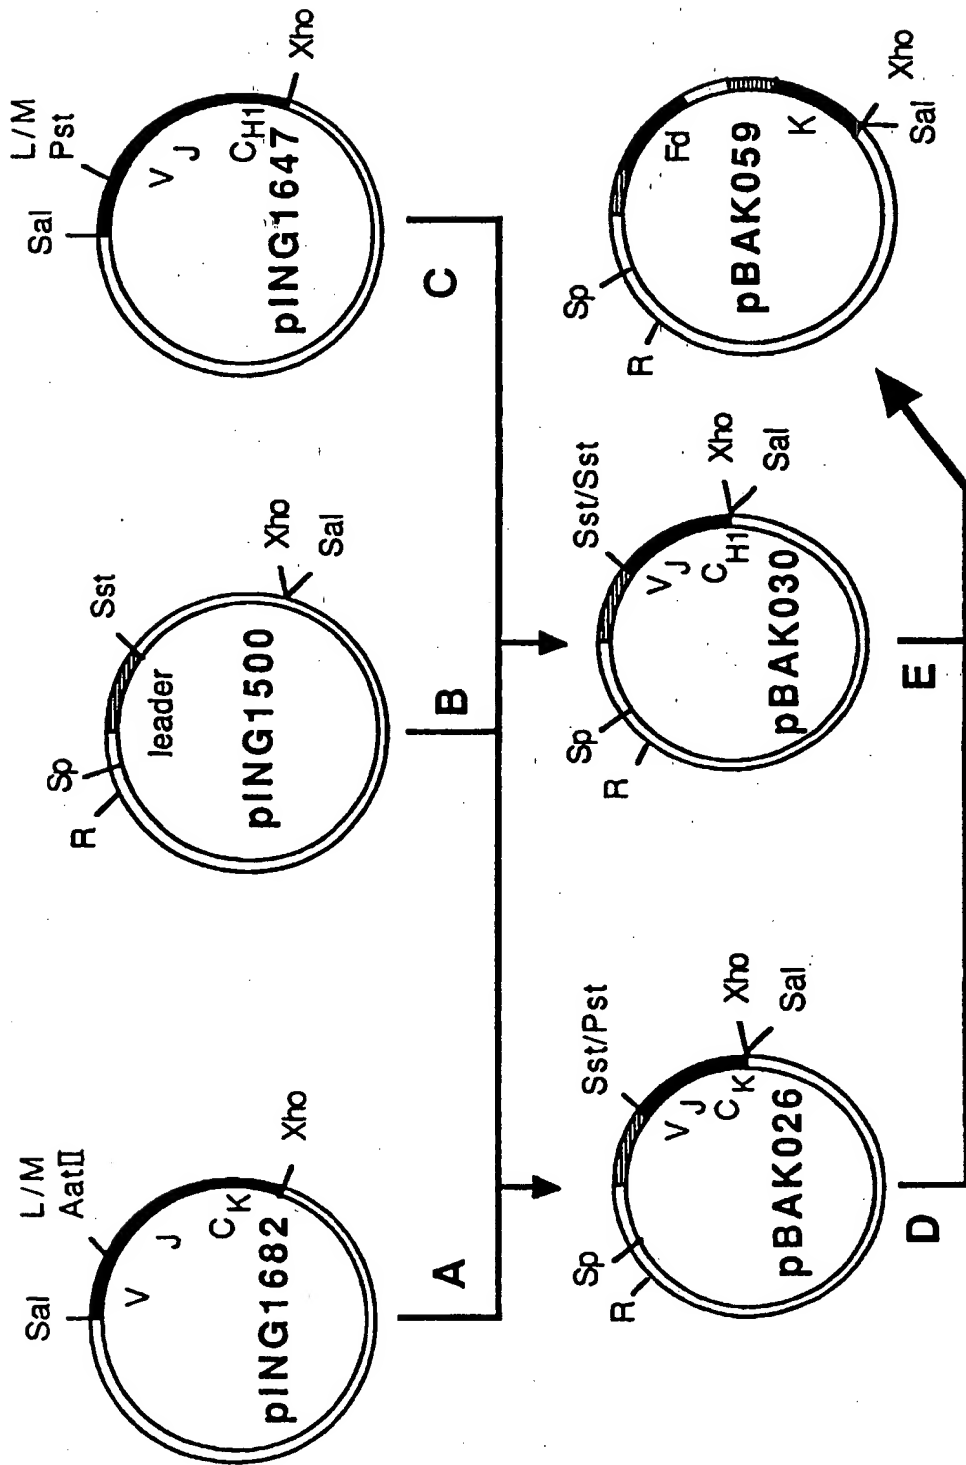 Sal
L/M
AatII
V
J
CK
Xho
pING1682
A
R
Sp
leader
Sst
Xho
Sal
pING1500
B
Sal
L/M
Pst
V
J
CH1
Xho
pING1647
C
R
Sp
Sst/Pst
V
J
CK
Xho
Sal
pBAK026
D
R
Sp
Sst/Sst
V
J
CH1
Xho
Sal
pBAK030
E
R
Sp
Fd
K
Xho
Sal
pBAK059